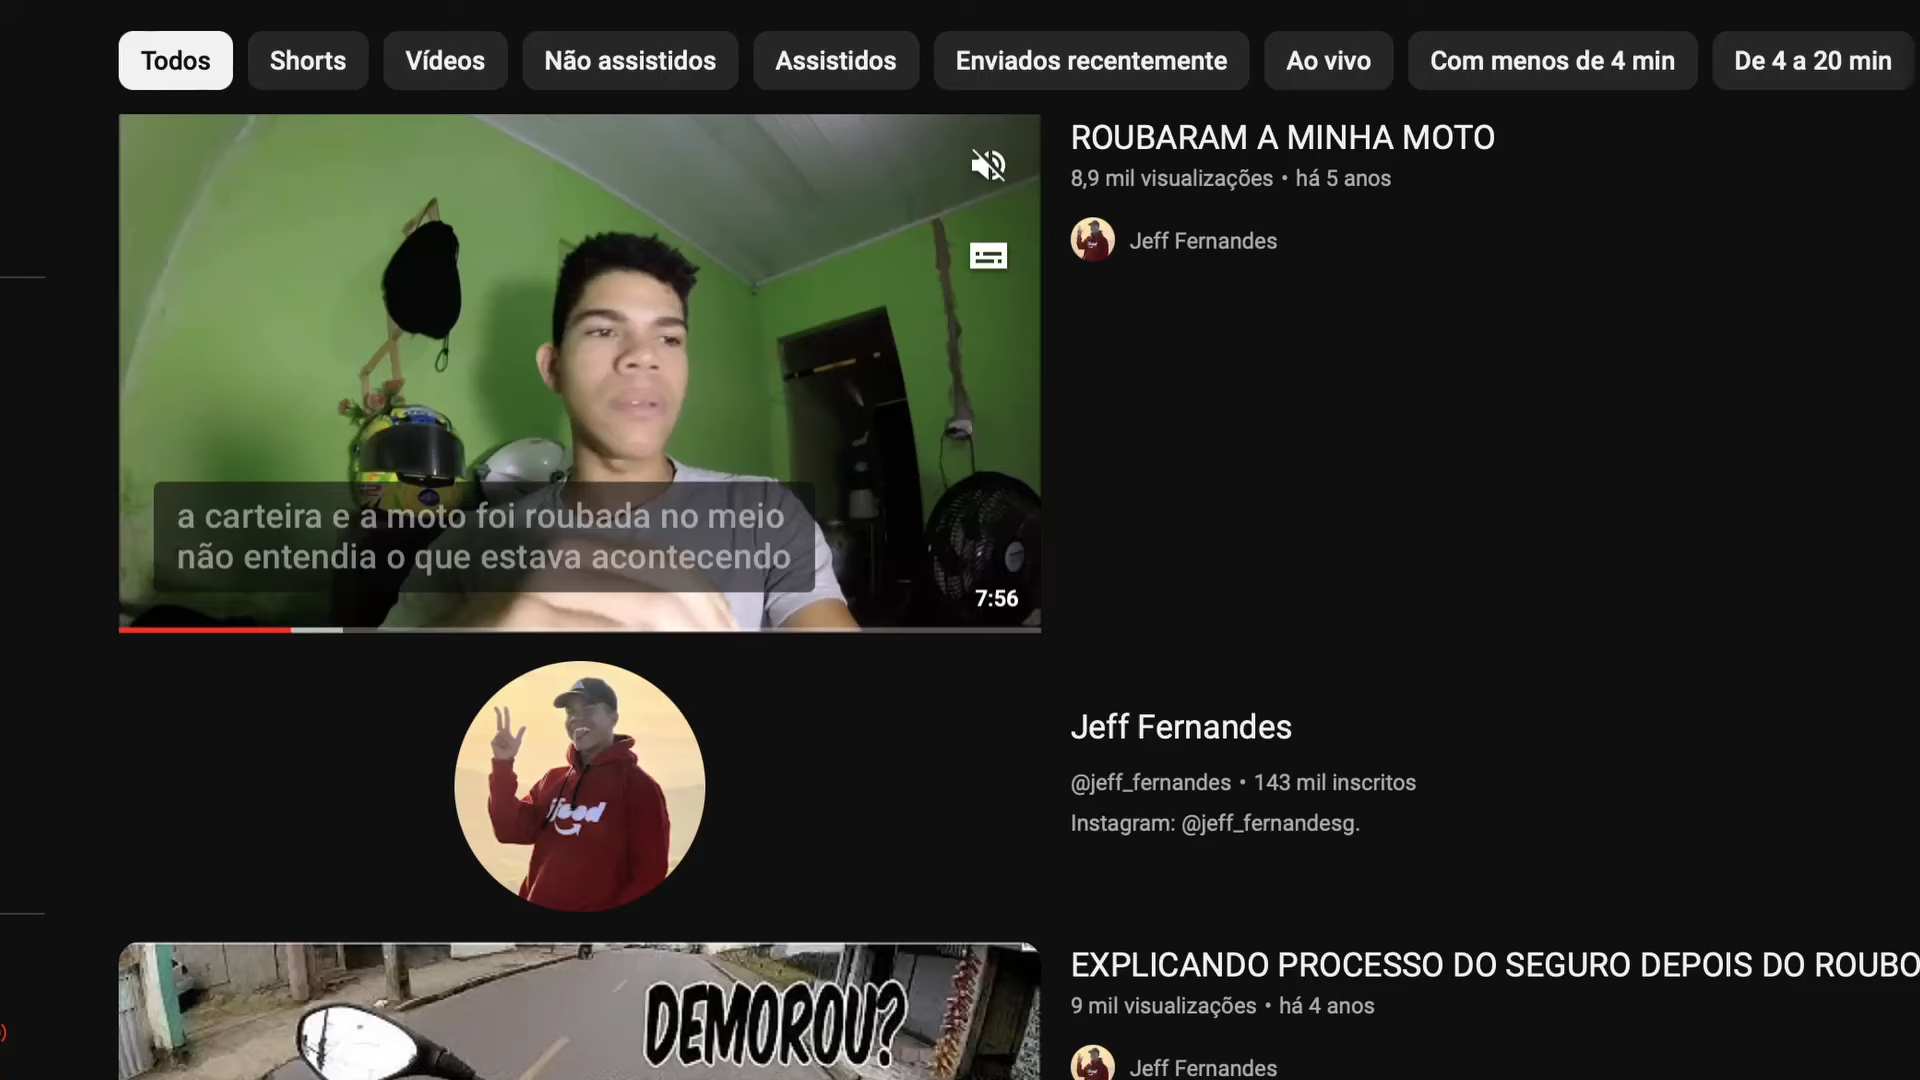 Todos
Shorts
Vídeos
Não assistidos
Assistidos
Enviados recentemente
Ao vivo
Com menos de 4 min
De 4 a 20 min
ROUBARAM A MINHA MOTO
8,9 mil visualizações • há 5 anos
Jeff Fernandes
a carteira e a moto foi roubada no meio
não entendia o que estava acontecendo
7:56
Jeff Fernandes
@jeff_fernandes • 143 mil inscritos
Instagram: @jeff_fernandesg.
ifood
DEMOROU?
EXPLICANDO PROCESSO DO SEGURO DEPOIS DO ROUBO
9 mil visualizações • há 4 anos
Jeff Fernandes